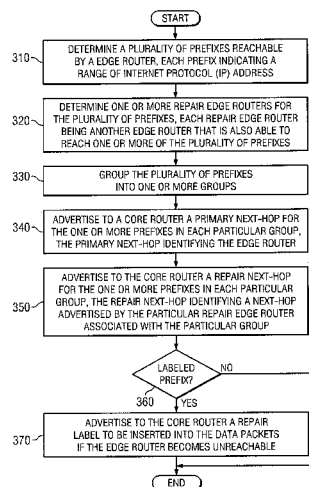 START
310
DETERMINE A PLURALITY OF PREFIXES REACHABLE
BY A EDGE ROUTER, EACH PREFIX INDICATING A
RANGE OF INTERNET PROTOCOL (IP) ADDRESS
320
DETERMINE ONE OR MORE REPAIR EDGE ROUTERS FOR
THE PLURALITY OF PREFIXES, EACH REPAIR EDGE ROUTER
BEING ANOTHER EDGE ROUTER THAT IS ALSO ABLE TO
REACH ONE OR MORE OF THE PLURALITY OF PREFIXES
330
GROUP THE PLURALITY OF PREFIXES
INTO ONE OR MORE GROUPS
340
ADVERTISE TO A CORE ROUTER A PRIMARY NEXT-HOP FOR
THE ONE OR MORE PREFIXES IN EACH PARTICULAR GROUP,
THE PRIMARY NEXT-HOP IDENTIFYING THE EDGE ROUTER
350
ADVERTISE TO THE CORE ROUTER A REPAIR NEXT-HOP
FOR THE ONE OR MORE PREFIXES IN EACH PARTICULAR
GROUP, THE REPAIR NEXT-HOP IDENTIFYING A NEXT-HOP
ADVERTISED BY THE PARTICULAR REPAIR EDGE ROUTER
ASSOCIATED WITH THE PARTICULAR GROUP
LABELED
PREFIX?
NO
360
YES
370
ADVERTISE TO THE CORE ROUTER A REPAIR
LABEL TO BE INSERTED INTO THE DATA PACKETS
IF THE EDGE ROUTER BECOMES UNREACHABLE
END